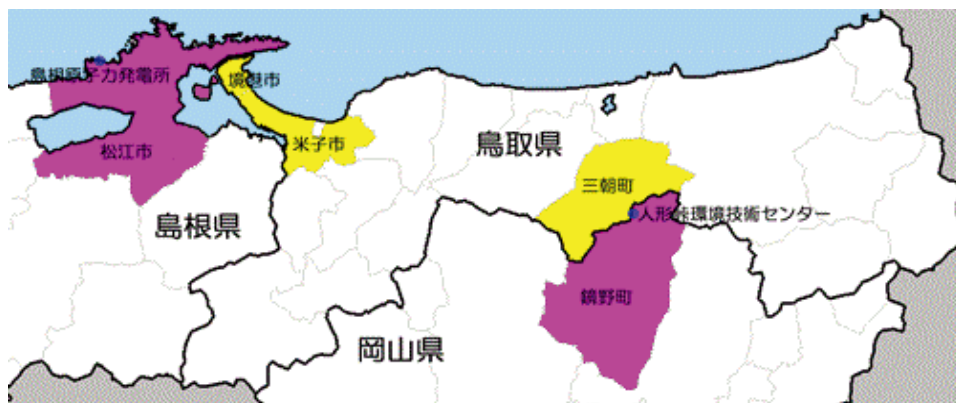 島根原子力発電所
境港市
松江市
米子市
鳥取県
三朝町
島根県
人形峠環境技術センター
鏡野町
岡山県